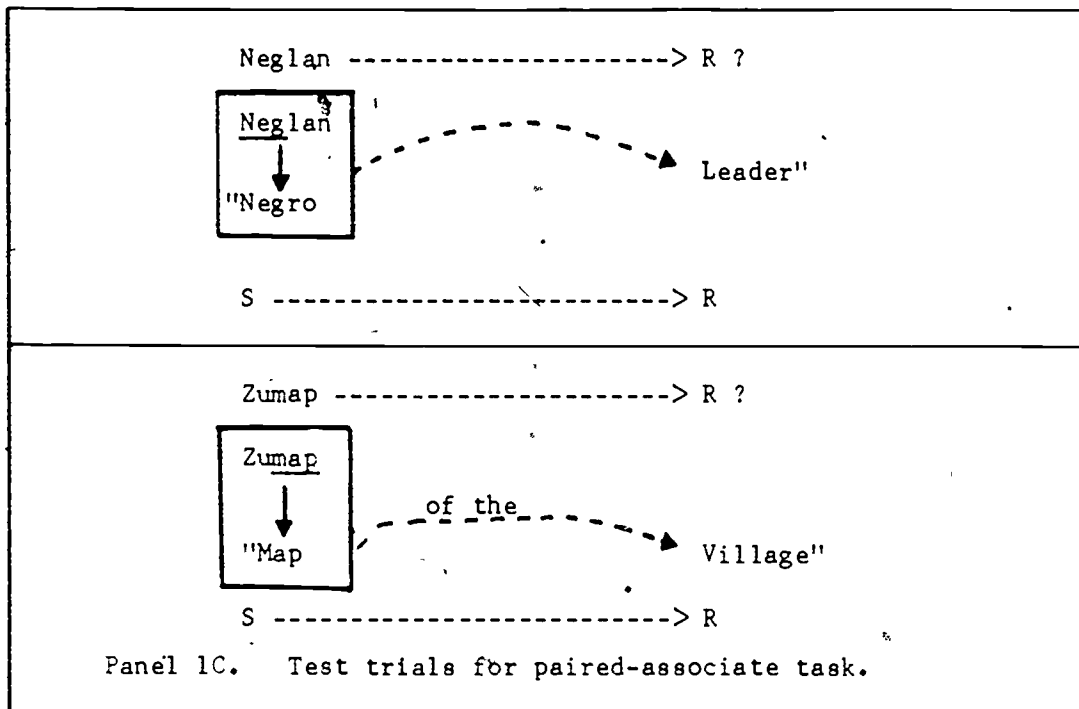 Neglan ----------------------> R ?
Neglan
Leader"
"Negro
S ----------------------------> R
Zumap -----------------------> R ?
Zumap
of the
"Map
Village"
S ----------------------------> R
Panel 1C. Test trials for paired-associate task.